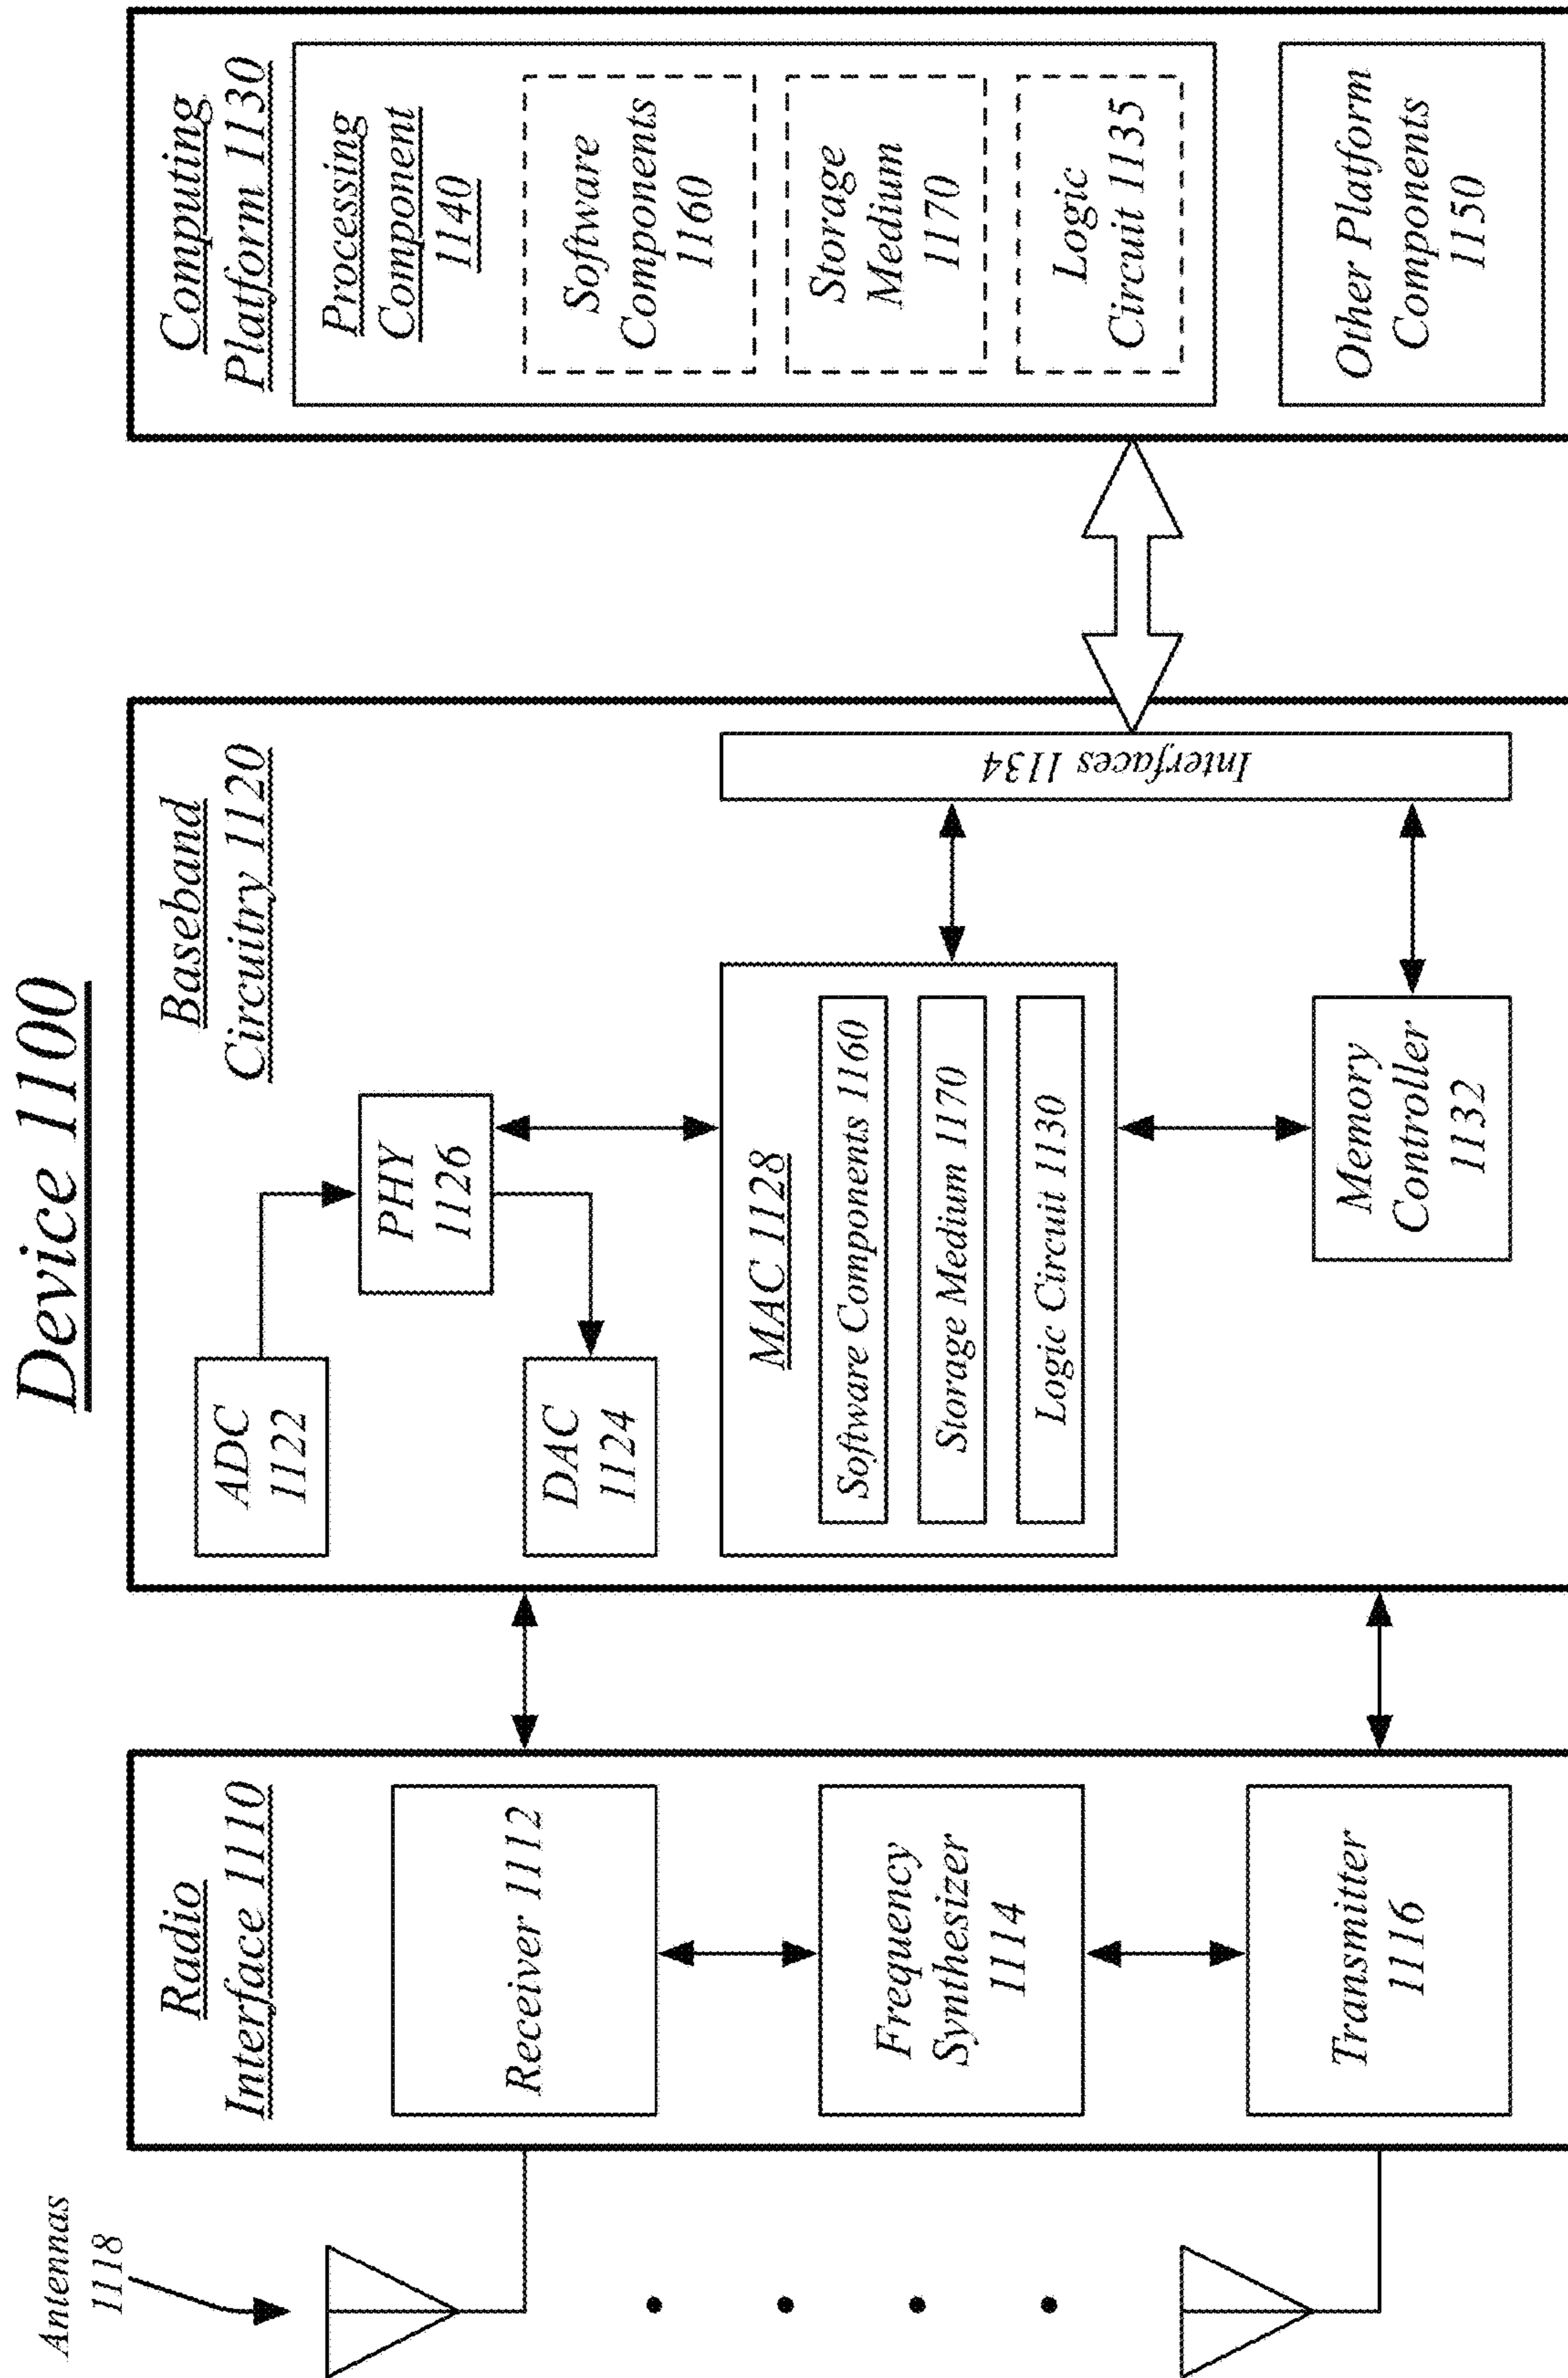 Device 1100
Antennas
1118
Radio
Interface 1110
Receiver 1112
Frequency
Synthesizer
1114
Transmitter
1116
Baseband
Circuitry 1120
ADC
1122
PHY
1126
DAC
1124
MAC 1128
Software Components 1160
Storage Medium 1170
Logic Circuit 1130
Memory
Controller
1132
Interfaces 1134
Computing
Platform 1130
Processing
Component
1140
Software
Components
1160
Storage
Medium
1170
Logic
Circuit 1135
Other Platform
Components
1150